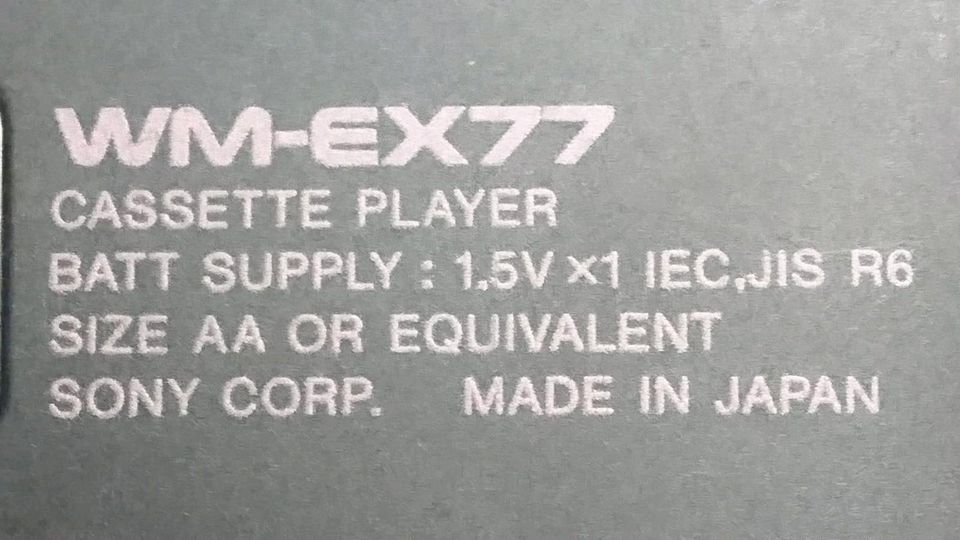 WM-EX77
CASSETTE PLAYER
BATT SUPPLY : 1.5V ×1 IEC,JIS R6
SIZE AA OR EQUIVALENT
SONY CORP. MADE IN JAPAN